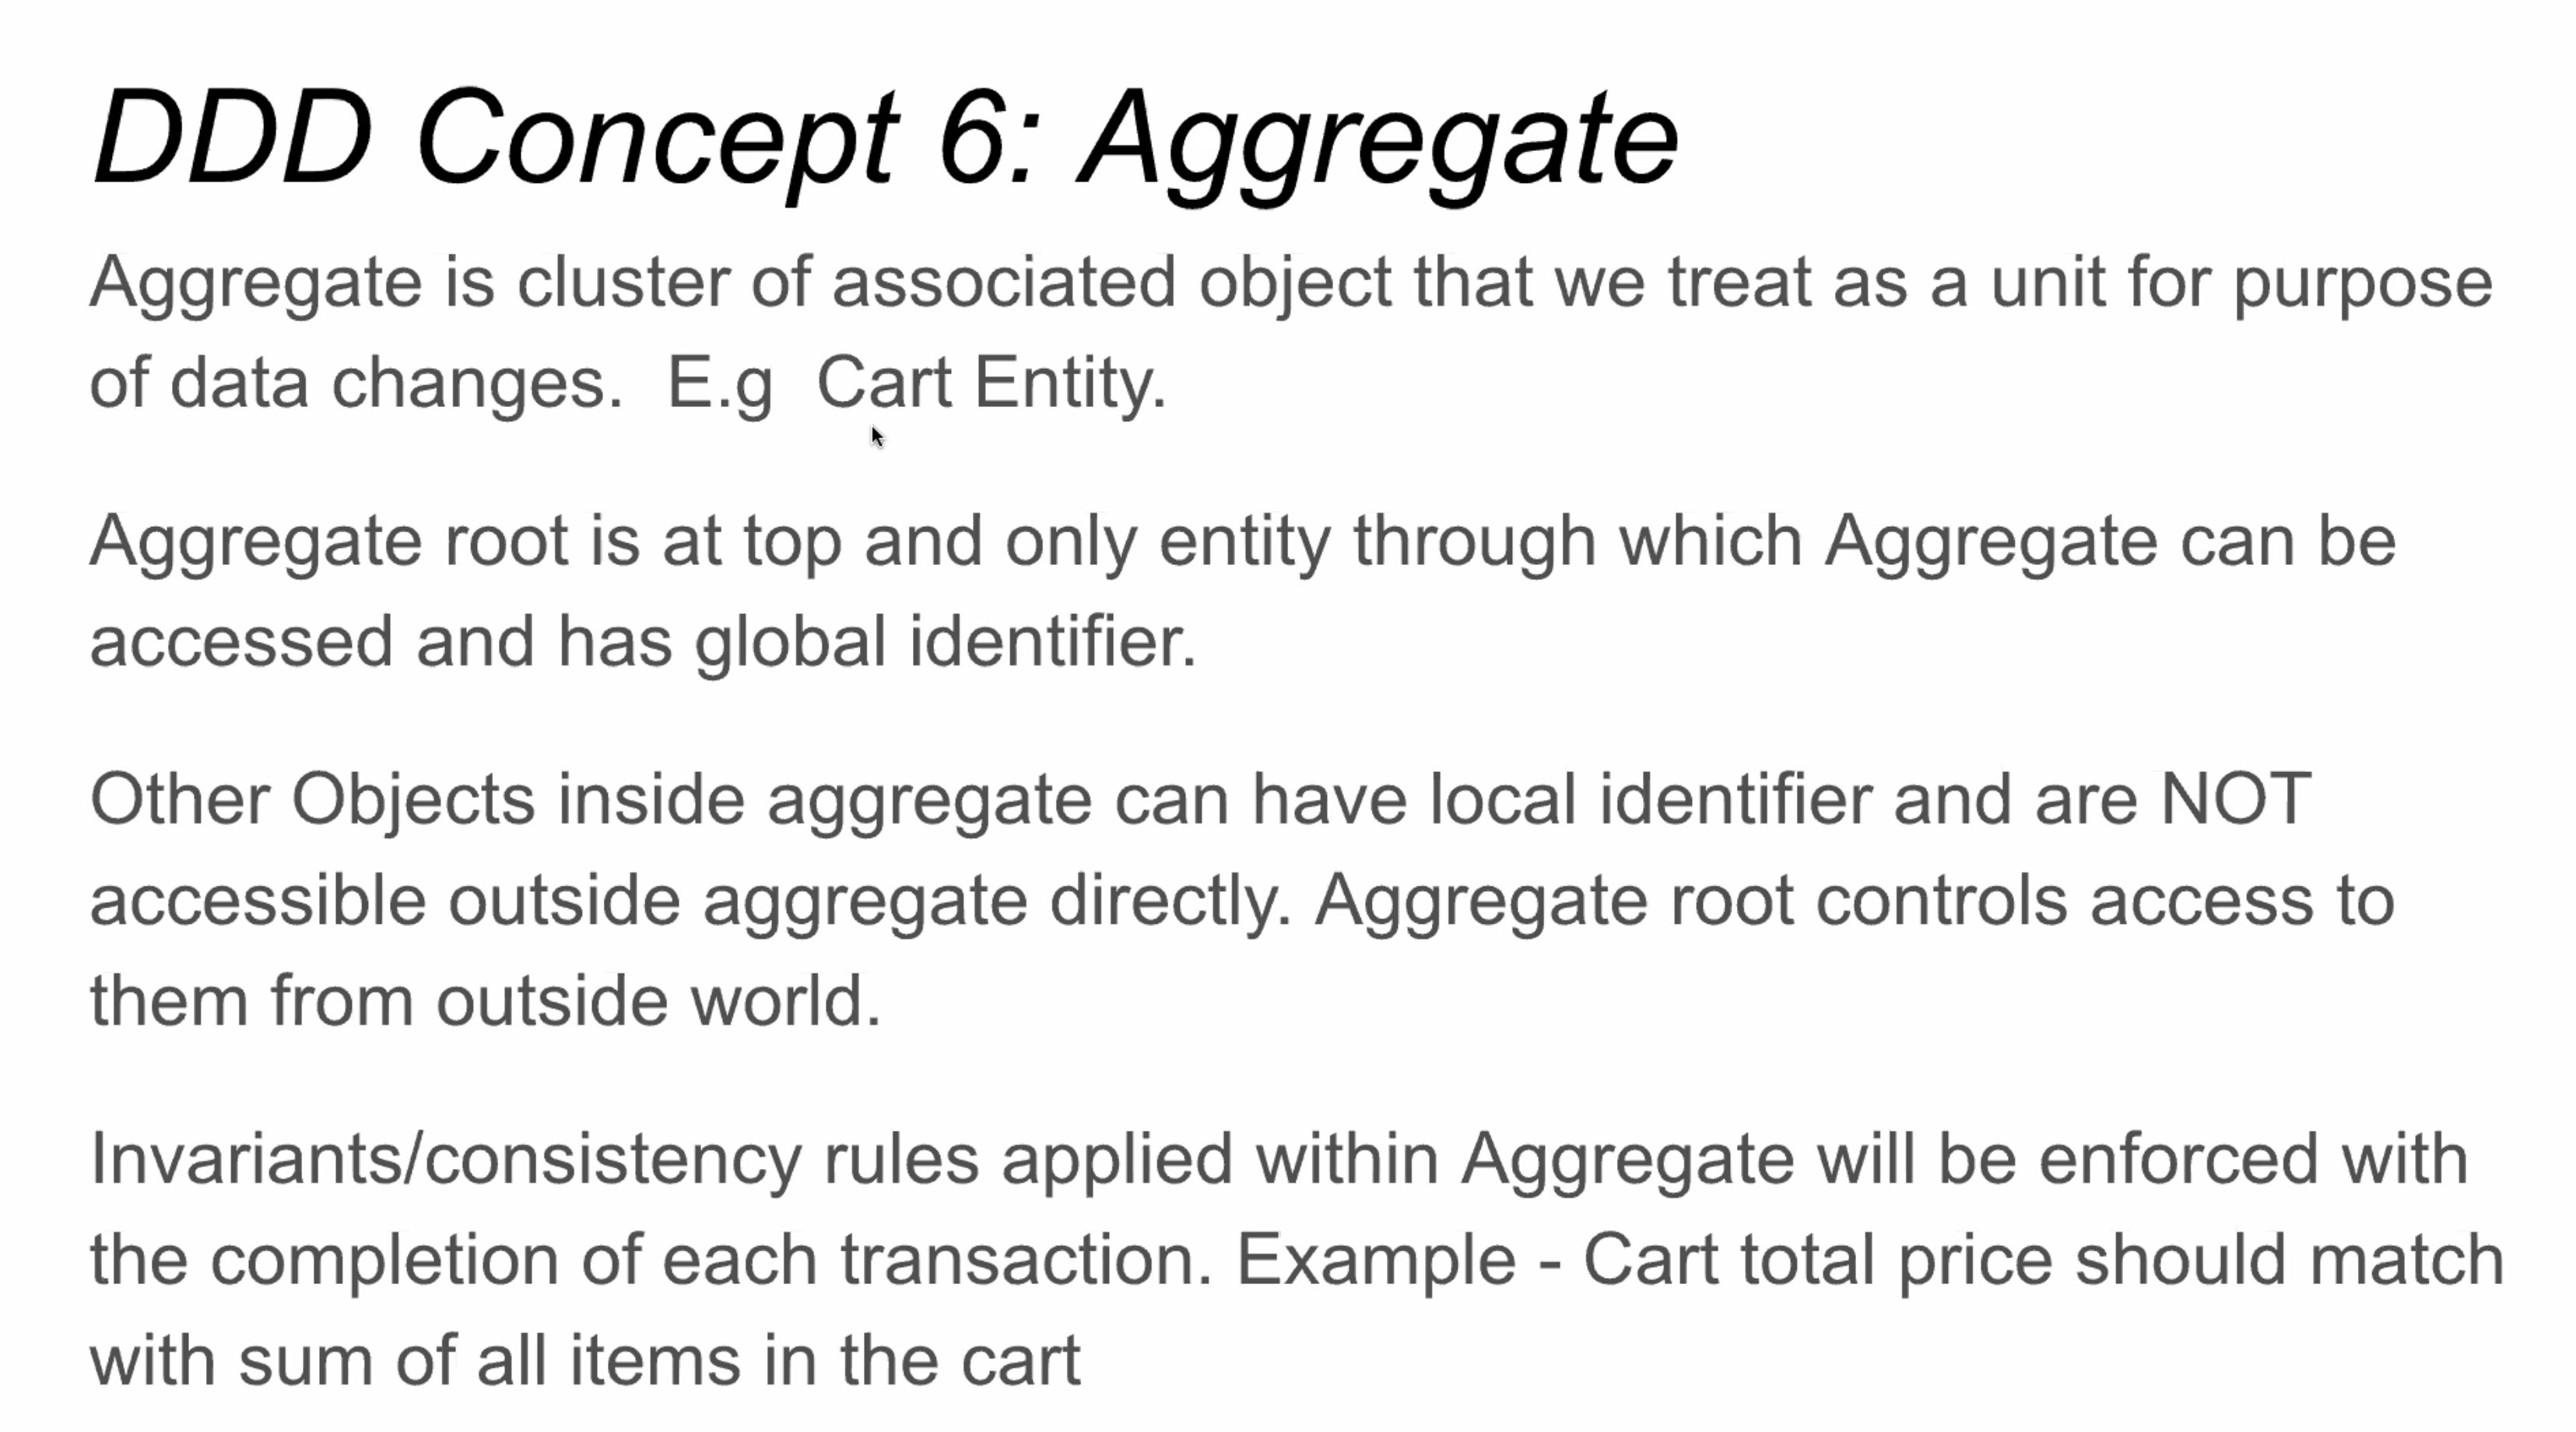 DDD Concept 6: Aggregate
Aggregate is cluster of associated object that we treat as a unit for purpose
of data changes.  E.g  Cart Entity.
Aggregate root is at top and only entity through which Aggregate can be
accessed and has global identifier.
Other Objects inside aggregate can have local identifier and are NOT
accessible outside aggregate directly. Aggregate root controls access to
them from outside world.
Invariants/consistency rules applied within Aggregate will be enforced with
the completion of each transaction. Example - Cart total price should match
with sum of all items in the cart